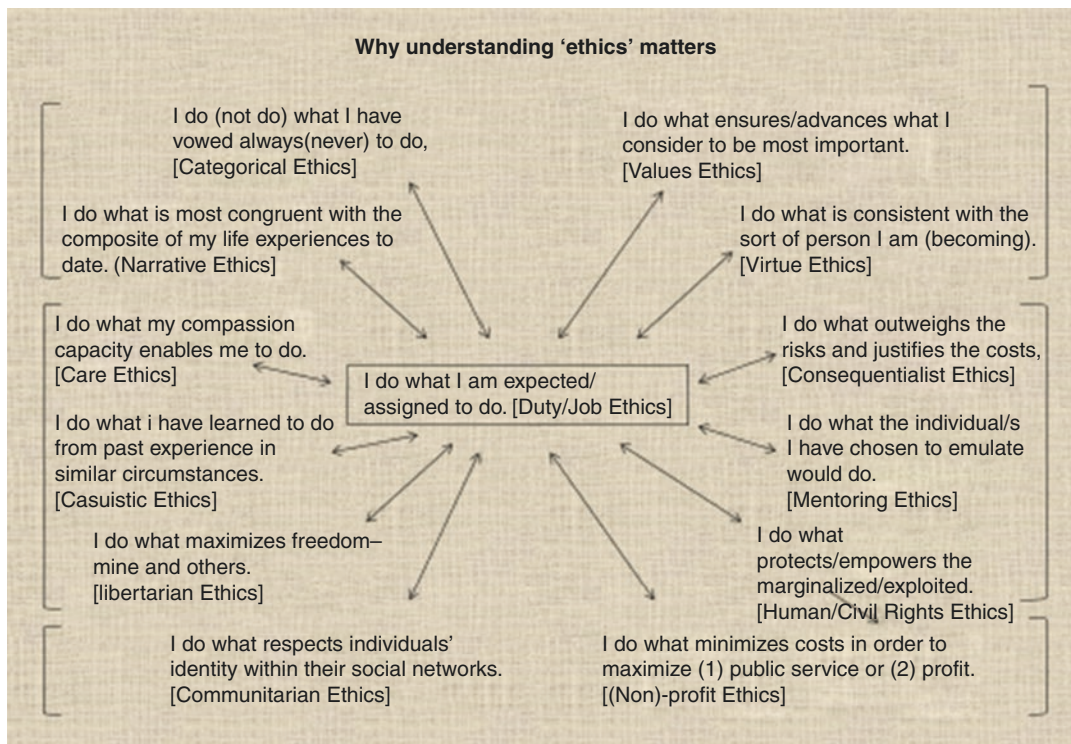 Why understanding ‘ethics’ matters
I do (not do) what I have
vowed always(never) to do,
[Categorical Ethics]
I do what ensures/advances what I
consider to be most important.
[Values Ethics]
I do what is most congruent with the
composite of my life experiences to
date. (Narrative Ethics]
I do what is consistent with the
sort of person I am (becoming).
[Virtue Ethics]
I do what my compassion
capacity enables me to do.
[Care Ethics]
I do what outweighs the
risks and justifies the costs,
[Consequentialist Ethics]
I do what I am expected/
assigned to do. [Duty/Job Ethics]
I do what i have learned to do
from past experience in
similar circumstances.
[Casuistic Ethics]
I do what the individual/s
I have chosen to emulate
would do.
[Mentoring Ethics]
I do what maximizes freedom–
mine and others.
[libertarian Ethics]
I do what
protects/empowers the
marginalized/exploited.
[Human/Civil Rights Ethics]
I do what respects individuals’
identity within their social networks.
[Communitarian Ethics]
I do what minimizes costs in order to
maximize (1) public service or (2) profit.
[(Non)-profit Ethics]